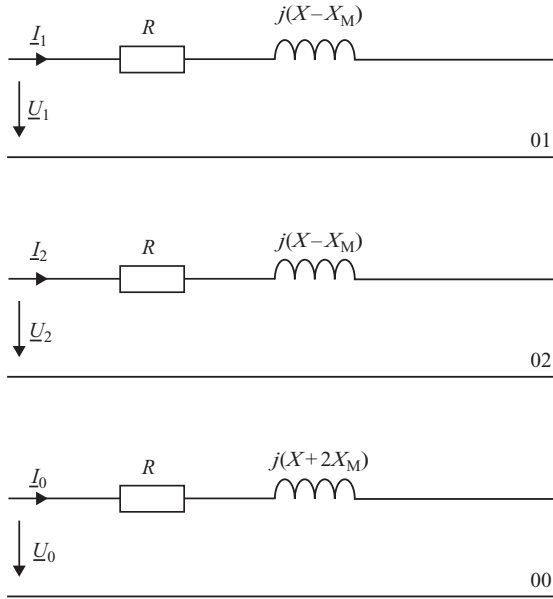 I1 R j(X−XM)
U1
01
I2 R j(X−XM)
U2
02
I0 R j(X+2XM)
U0
00